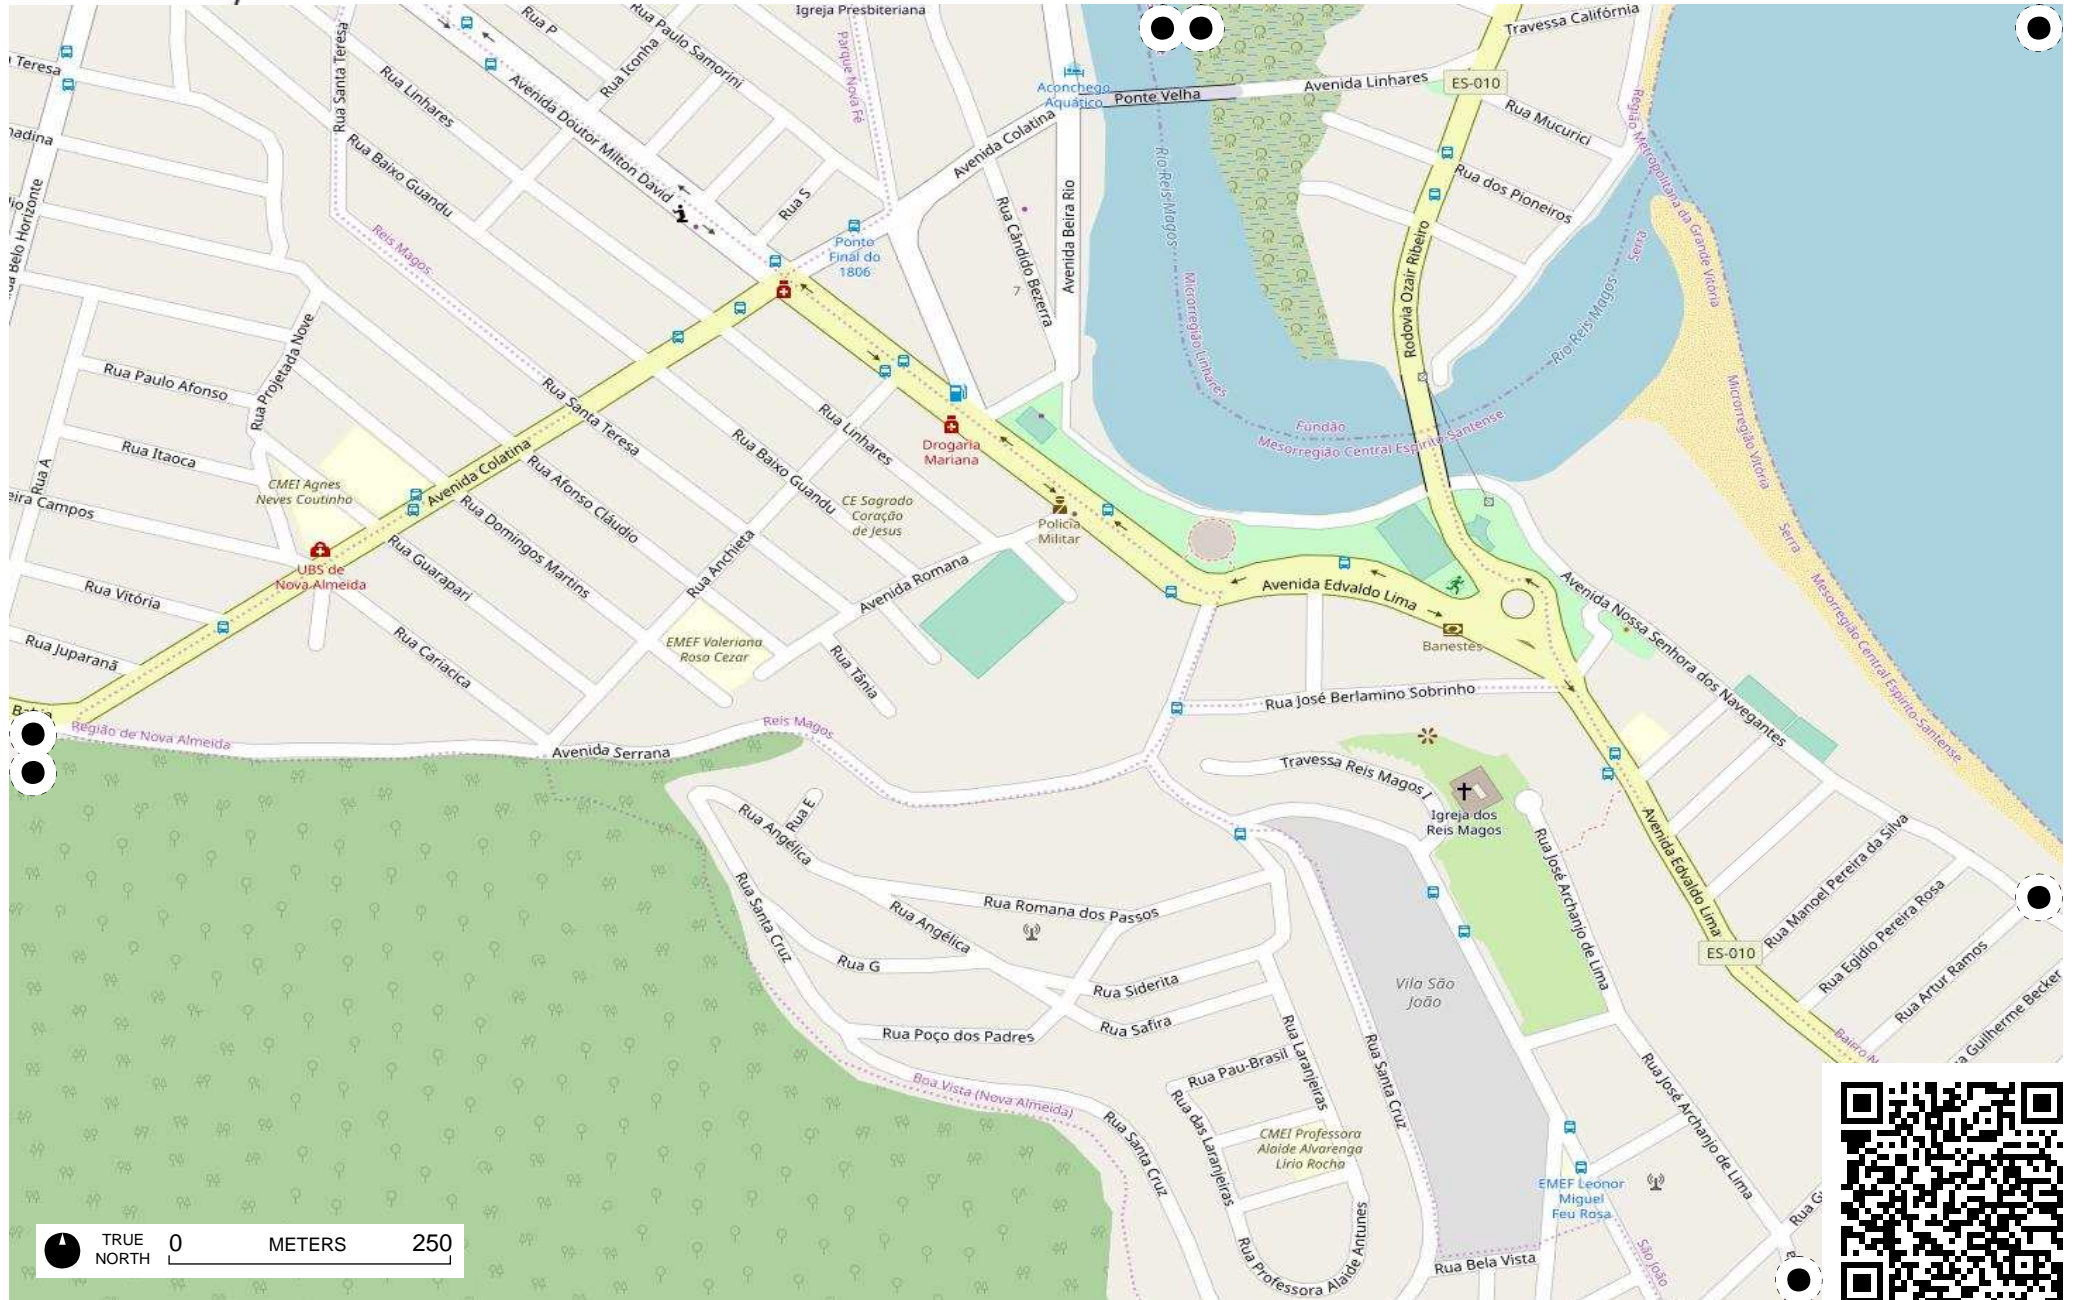 Igreja Presbiteriana
Travessa Califórnia
Rua P
Rua Paulo Samorini
Rua Santa Teresa
Teresa
Rua Linhares
Rua Iconha
Avenida Doutor Milton David
Parque Nova Fé
Aconchego
Aquático
Ponte Velha
Avenida Linhares
ES-010
Rua Mucurici
Rua dos Pioneiros
Região Metropolitana da Grande Vitória
Avenida Colatina
Rua Baixo Guandu
Rua S
Belo Horizonte
Reis Magos
Ponto
Final do
1806
Rua Cândido Bezerra
Avenida Beira Rio
7
Rio Reis Magos
Microrregião Linhares
Rodovia Ozair Ribeiro
Rio Reis Magos
Serra
Fundão
Mesorregião Central Espírito-Santense
Microrregião Vitória
Serra
Mesorregião Central Espírito-Santense
Rua Projetada Nove
Rua Paulo Afonso
Rua Itaoca
Rua A
eira Campos
CMEI Agnes
Neves Coutinho
Avenida Colatina
Rua Santa Teresa
Rua Linhares
Rua Baixo Guandu
Drogaria
Mariana
CE Sagrado
Coração
de Jesus
Polícia
Militar
Rua Afonso Cláudio
Rua Domingos Martins
Rua Guarapari
Rua Anchieta
Avenida Romana
UBS de
Nova Almeida
Rua Vitória
Rua Juparanã
Rua Cariacica
EMEF Valeriana
Rosa Cezar
Rua Tânia
Avenida Edvaldo Lima
Banestes
Avenida Nossa Senhora dos Navegantes
Rua José Berlamino Sobrinho
Região de Nova Almeida
Avenida Serrana
Reis Magos
Travessa Reis Magos I
Igreja dos
Reis Magos
Rua E
Rua Angélica
Rua José Archanjo de Lima
Avenida Edvaldo Lima
Rua Manoel Pereira da Silva
Rua Egidio Pereira Rosa
Rua Artur Ramos
Rua Guilherme Becker
ES-010
Rua Santa Cruz
Rua Angélica
Rua Romana dos Passos
Rua G
Rua Siderita
Rua Safira
Rua Poço dos Padres
Vila São
João
Rua Laranjeiras
Rua Santa Cruz
Rua Pau-Brasil
Rua das Laranjeiras
Boa Vista (Nova Almeida)
Rua Santa Cruz
CMEI Professora
Alaide Alvarenga
Lirio Rocha
Rua José Archanjo de Lima
EMEF Leonor
Miguel
Feu Rosa
Rua Professora Alaide Antunes
Rua Bela Vista
São João
TRUE
NORTH
0 METERS 250